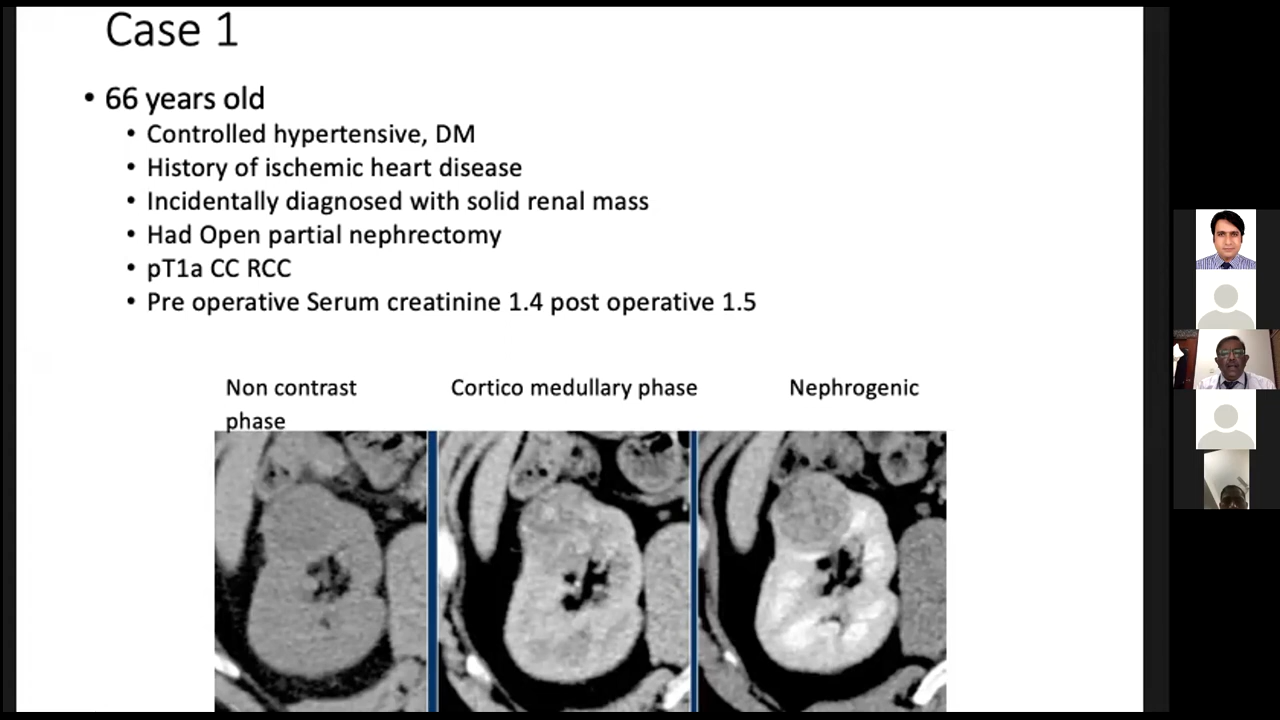 Case 1
• 66 years old
• Controlled hypertensive, DM
• History of ischemic heart disease
• Incidentally diagnosed with solid renal mass
• Had Open partial nephrectomy
• pT1a CC RCC
• Pre operative Serum creatinine 1.4 post operative 1.5
Non contrast phase
Cortico medullary phase
Nephrogenic